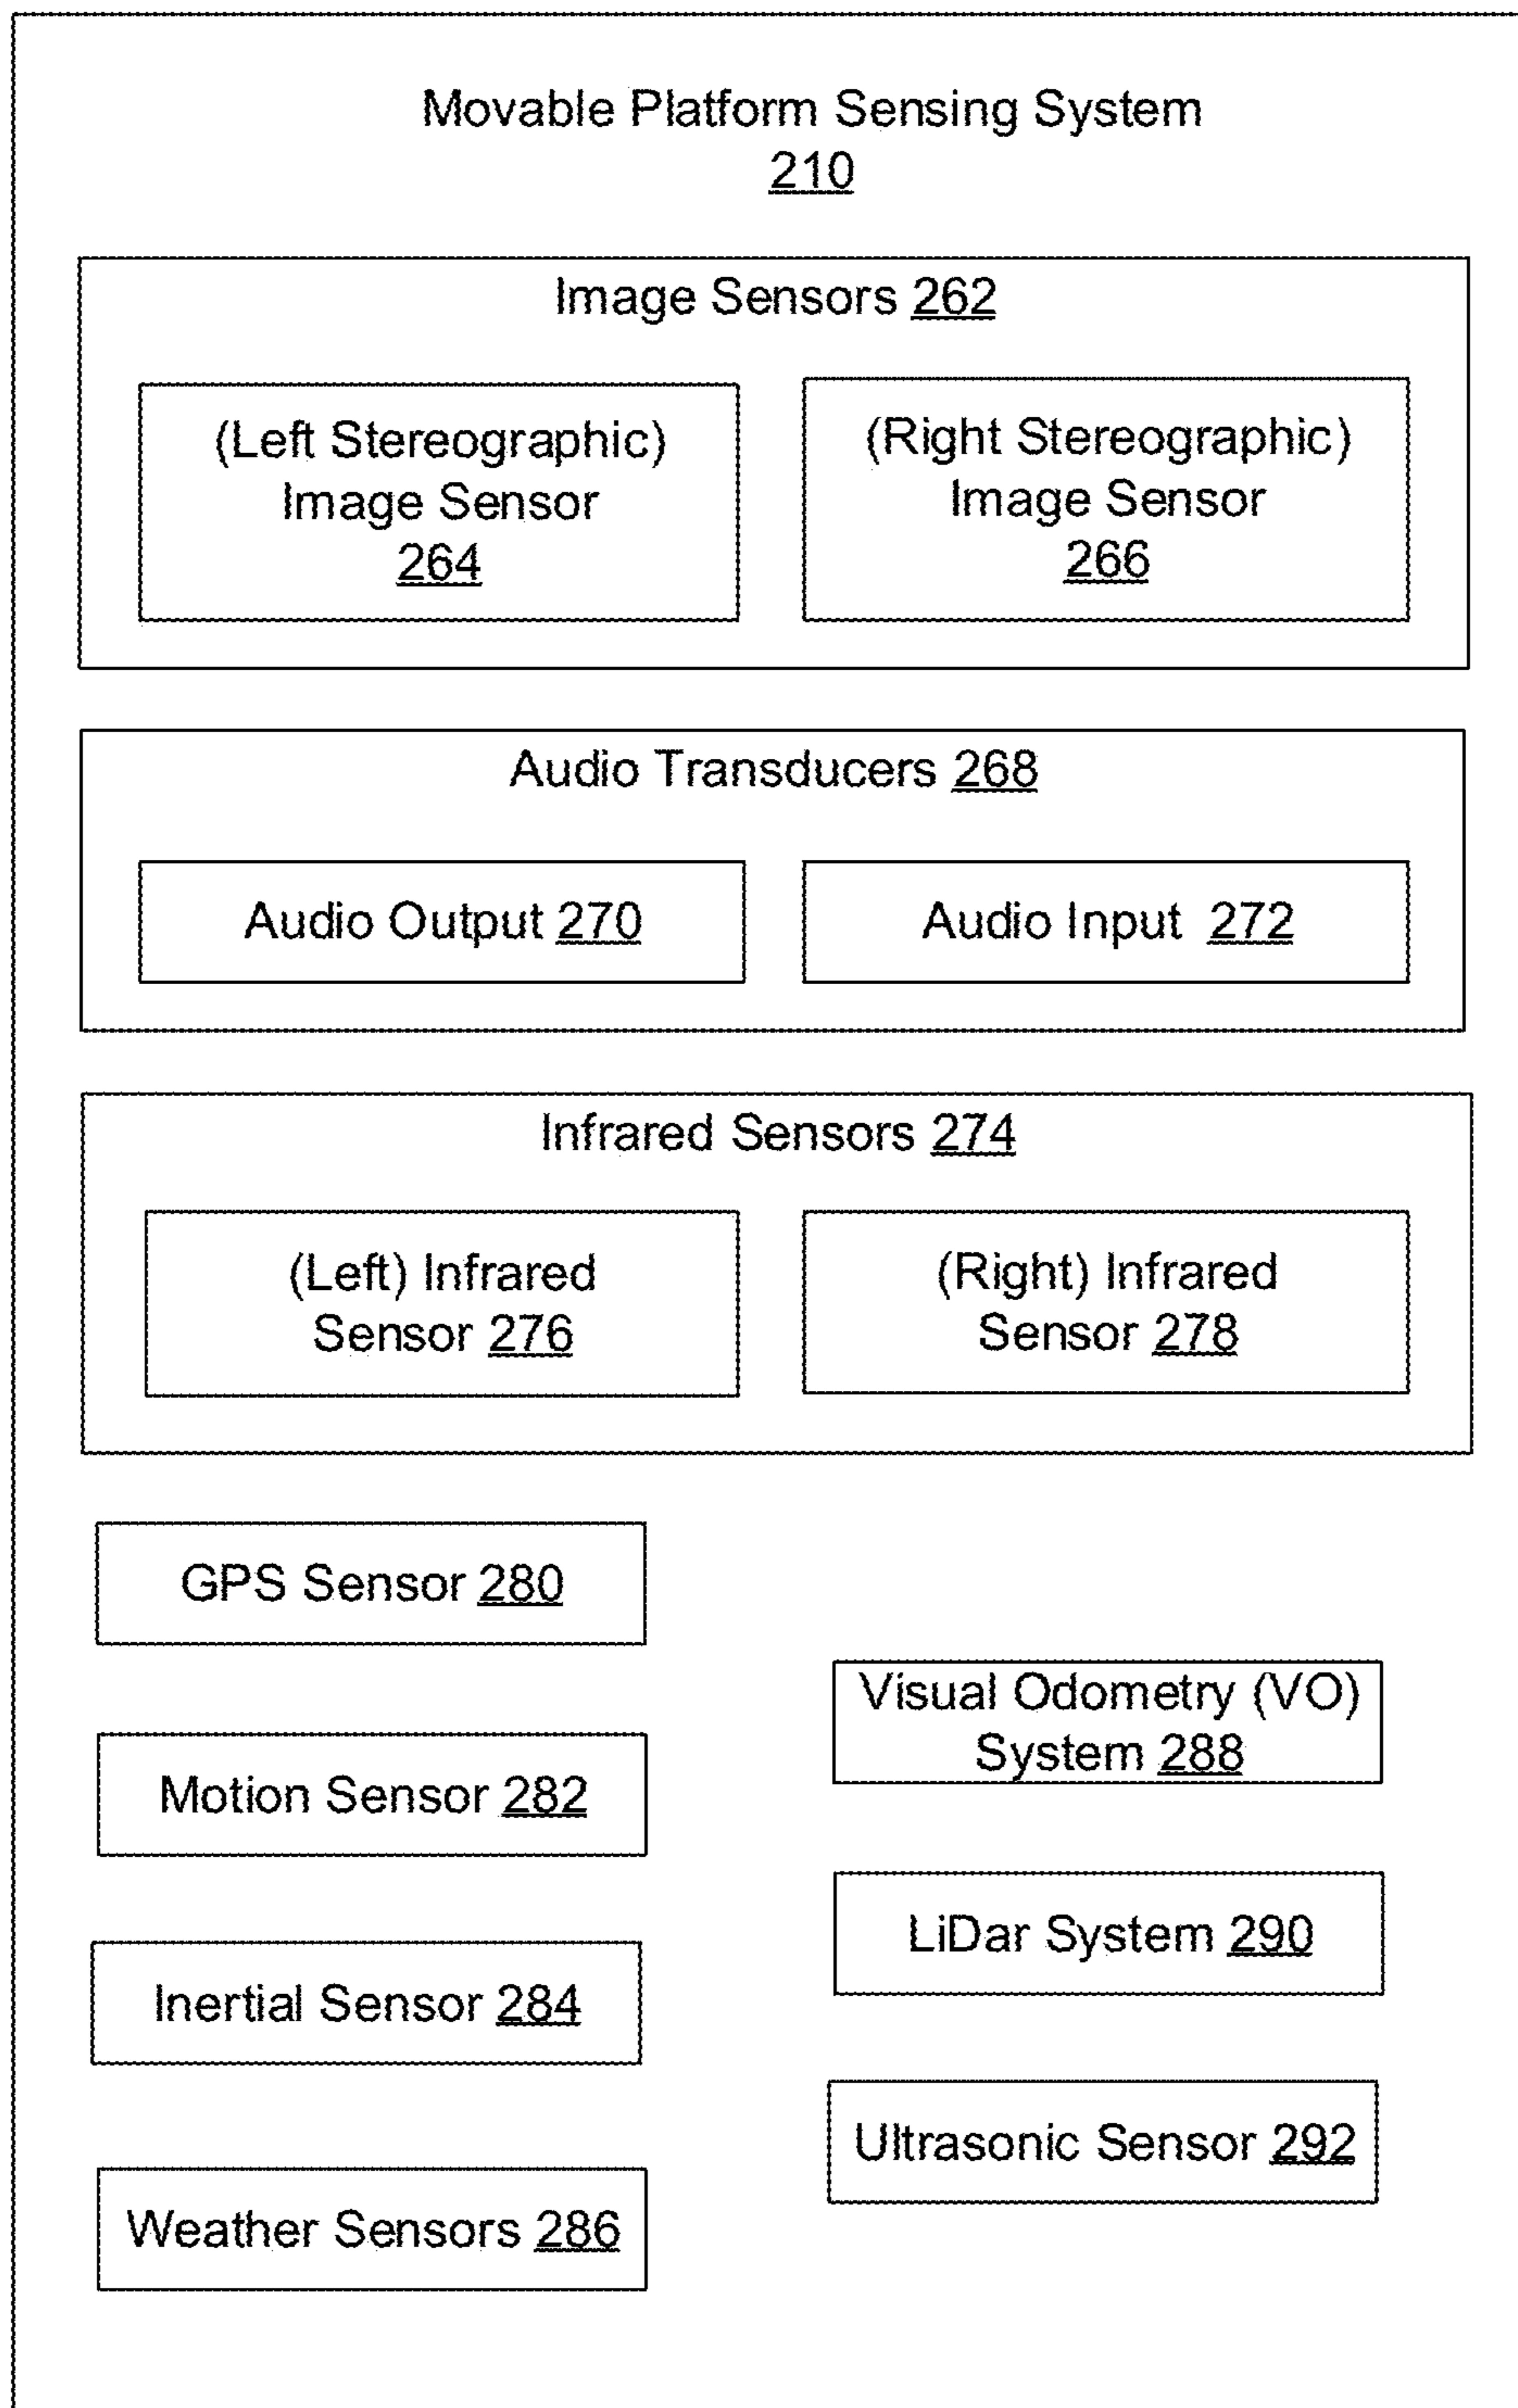 Movable Platform Sensing System
210
Image Sensors 262
(Left Stereographic)
Image Sensor
264
(Right Stereographic)
Image Sensor
266
Audio Transducers 268
Audio Output 270
Audio Input 272
Infrared Sensors 274
(Left) Infrared
Sensor 276
(Right) Infrared
Sensor 278
GPS Sensor 280
Motion Sensor 282
Inertial Sensor 284
Weather Sensors 286
Visual Odometry (VO)
System 288
LiDar System 290
Ultrasonic Sensor 292